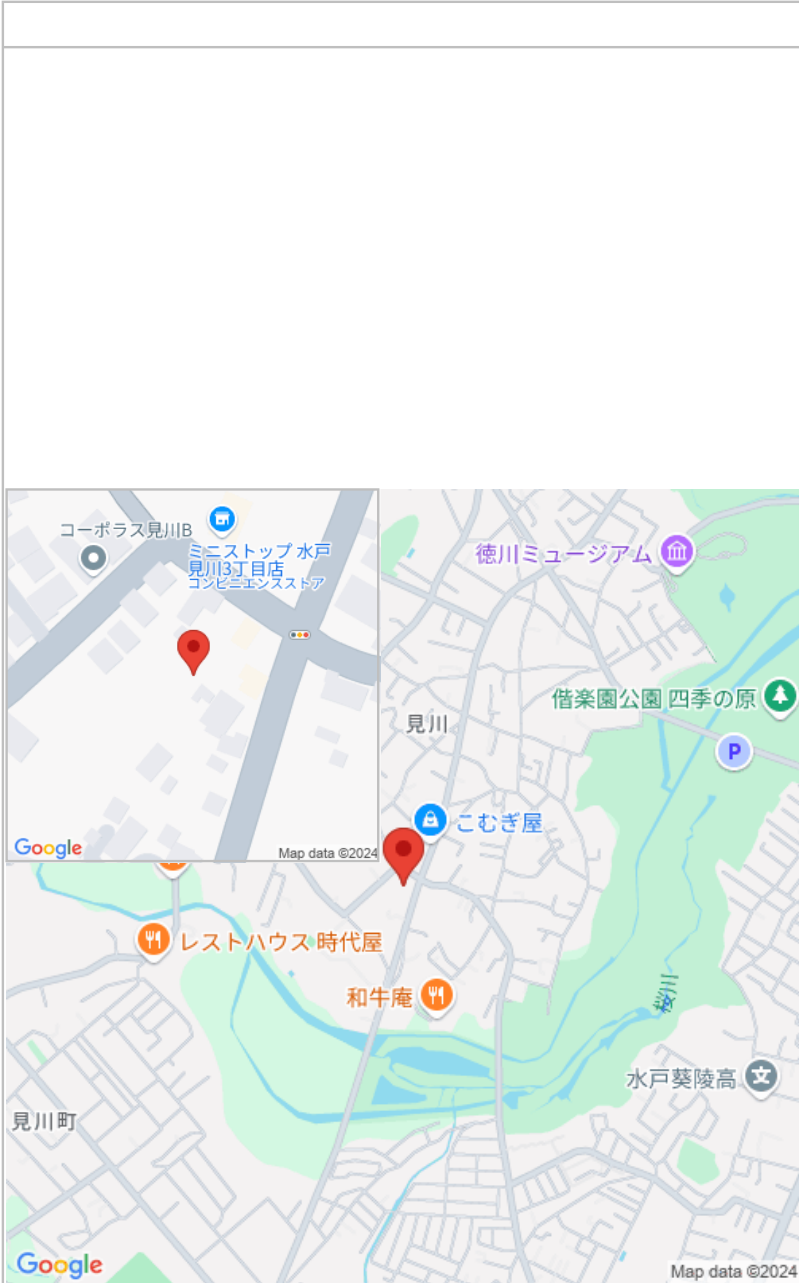 コーポラス見川B
ミニストップ 水戸
見川3丁目店
コンビニエンスストア
Google
Map data ©2024
徳川ミュージアム
偕楽園公園 四季の原
見川
P
こむぎ屋
レストハウス 時代屋
和牛庵
桜川
水戸葵陵高
文
見川町
Google
Map data ©2024